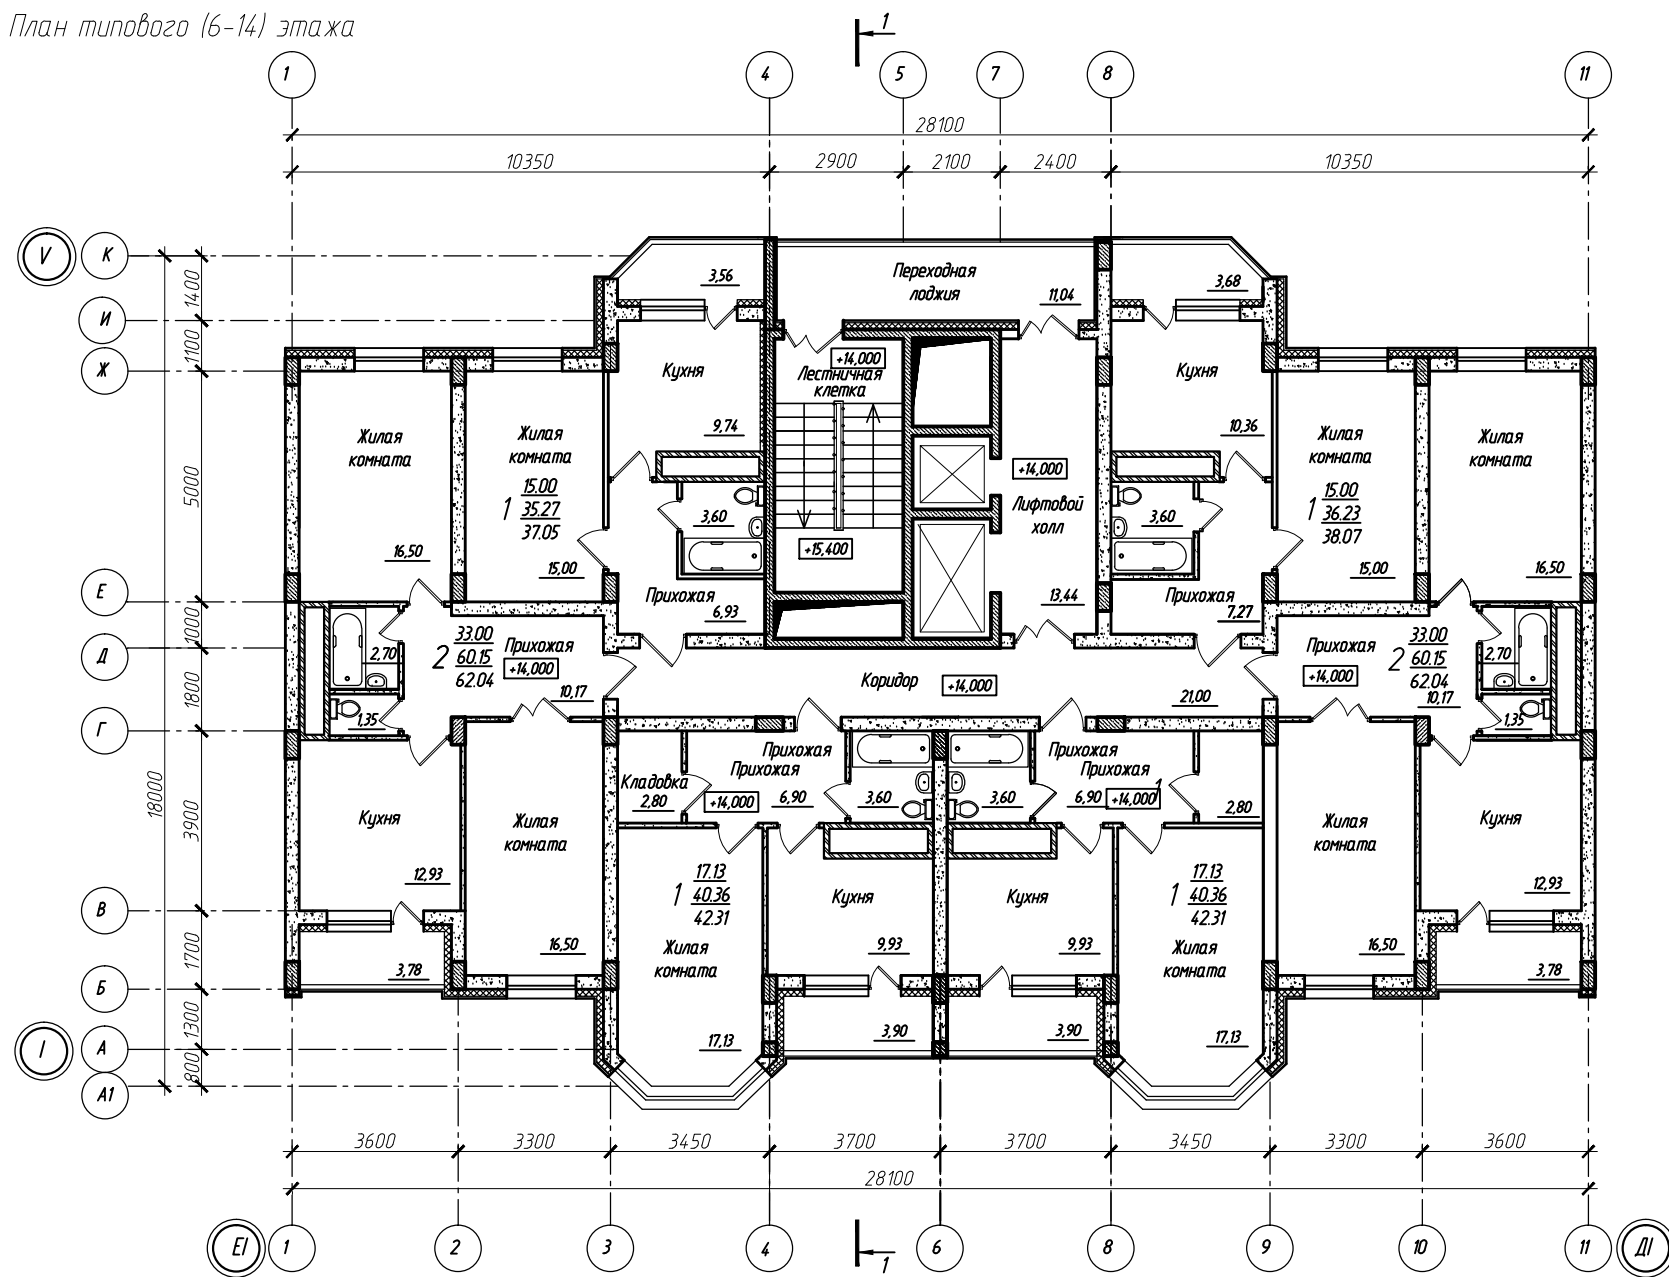 План типового (6-14) этажа
1
1
4
5
7
8
11
28100
10350
2900
2100
2400
10350
V
К
И
Ж
Е
Д
Г
В
Б
I
А
А1
1400
1100
5000
1000
1800
3900
1700
1300
800
18000
3,56
Переходная
лоджия
11,04
3,68
Кухня
9,74
+14,000
Лестничная
клетка
+15,400
Кухня
10,36
Жилая
комната
16,50
Жилая
комната
1
15.00
35.27
37.05
15,00
3,60
Прихожая
6,93
+14,000
Лифтовой
холл
13,44
3,60
Прихожая
7,27
Жилая
комната
1
15.00
36.23
38.07
15,00
Жилая
комната
16,50
2,70
1,35
2
33.00
60.15
62.04
Прихожая
+14,000
10,17
Коридор
+14,000
21,00
Прихожая
+14,000
2
33.00
60.15
62.04
10,17
2,70
1,35
Кухня
12,93
3,78
Жилая
комната
16,50
Кладовка
2,80
Прихожая
Прихожая
+14,000
6,90
3,60
3,60
Прихожая
Прихожая
6,90
+14,000
1
2,80
1
17.13
40.36
42.31
Жилая
комната
17,13
Кухня
9,93
3,90
Кухня
9,93
3,90
1
17.13
40.36
42.31
Жилая
комната
17,13
Жилая
комната
16,50
Кухня
12,93
3,78
3600
3300
3450
3700
3700
3450
3300
3600
28100
ЕI
1
2
3
4
6
8
9
10
11
ДI
1